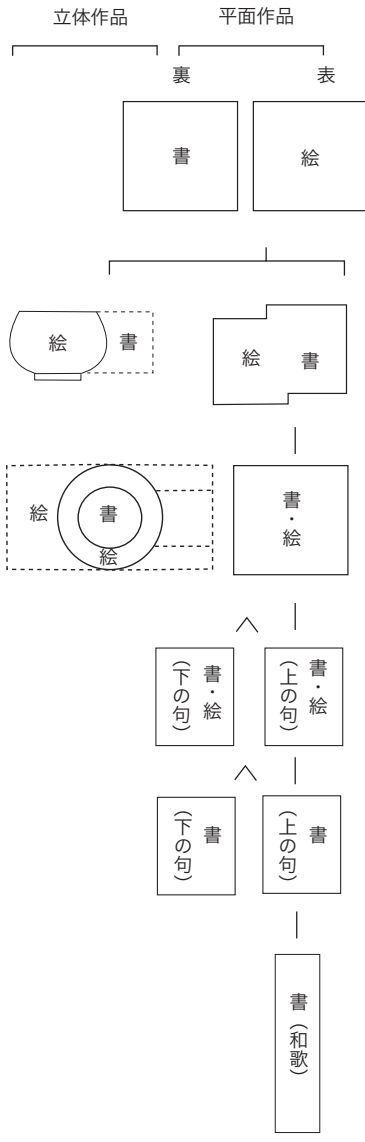 立体作品
平面作品
裏
表
書
絵
絵
書
絵
書
絵
書
絵
書・絵
書・絵
(下の句)
書・絵
(上の句)
書
(下の句)
書
(上の句)
書(和歌)